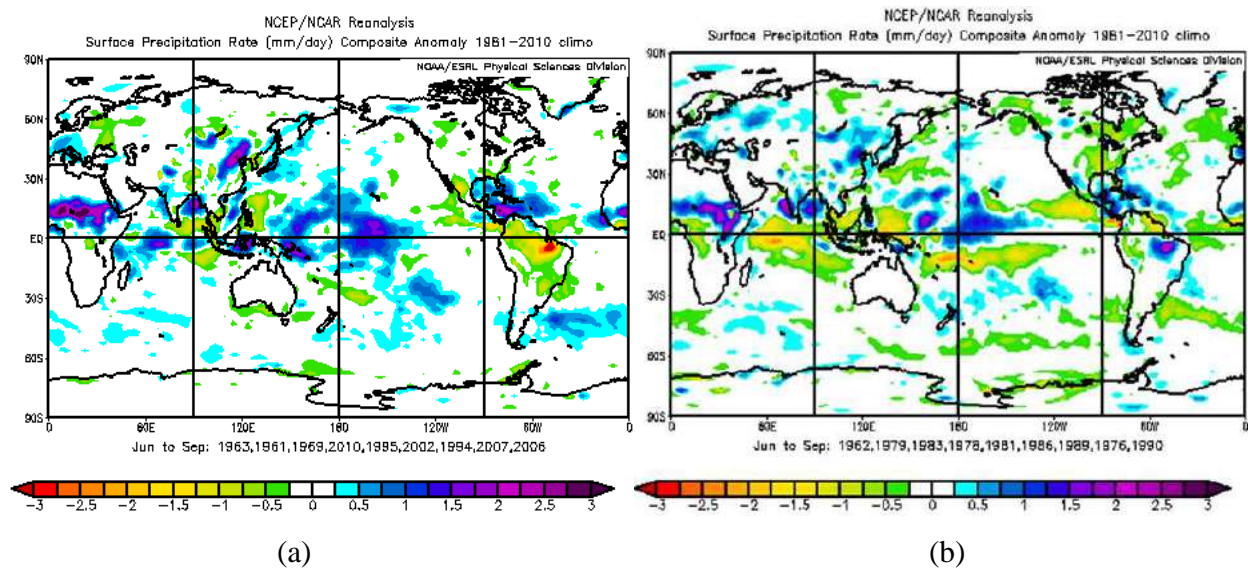 NCEP/NCAR Reanalysis
Surface Precipitation Rate (mm/day) Composite Anomaly 1981-2010 climo
NOAA/ESRL Physical Sciences Division
90N
60N
30N
EQ
30S
60S
90S
0
60E
120E
180
120W
60W
0
Jun to Sep: 1963,1961,1969,2010,1995,2002,1994,2007,2006
-3
-2.5
-2
-1.5
-1
-0.5
0
0.5
1
1.5
2
2.5
3
(a)
NCEP/NCAR Reanalysis
Surface Precipitation Rate (mm/day) Composite Anomaly 1981-2010 climo
NOAA/ESRL Physical Sciences Division
90N
60N
30N
EQ
30S
60S
90S
0
60E
120E
180
120W
60W
0
Jun to Sep: 1962,1979,1983,1978,1981,1986,1989,1976,1990
-3
-2.5
-2
-1.5
-1
-0.5
0
0.5
1
1.5
2
2.5
3
(b)